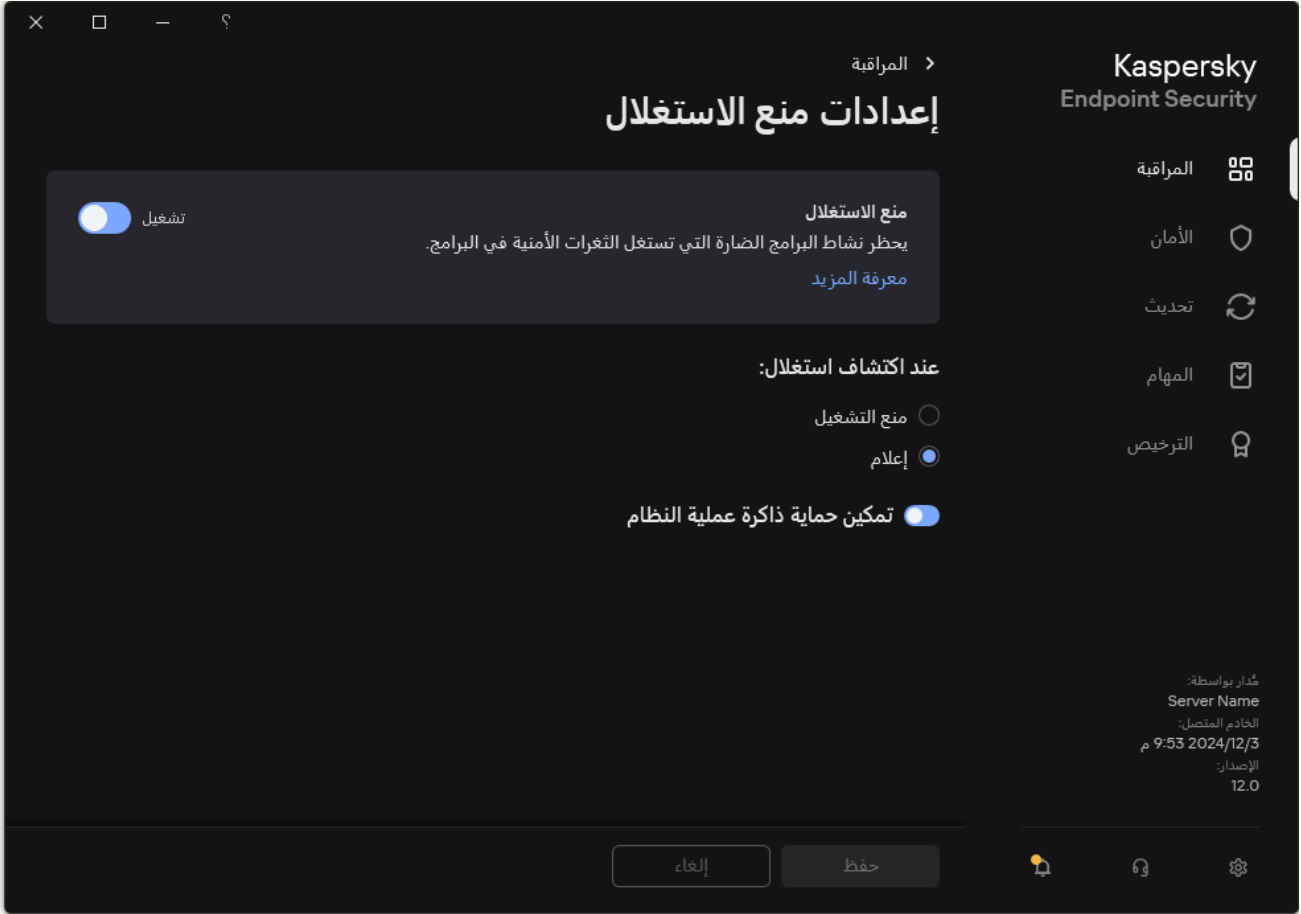 ؟
Kaspersky
Endpoint Security
المراقبة
الأمان
تحديث
المهام
الترخيص
مُدار بواسطة:
Server Name
الخادم المتصل:
2024/12/3 9:53 م
الإصدار:
12.0
المراقبة
إعدادات منع الاستغلال
منع الاستغلال
تشغيل
يحظر نشاط البرامج الضارة التي تستغل الثغرات الأمنية في البرامج.
معرفة المزيد
عند اكتشاف استغلال:
منع التشغيل
إعلام
تمكين حماية ذاكرة عملية النظام
حفظ
إلغاء